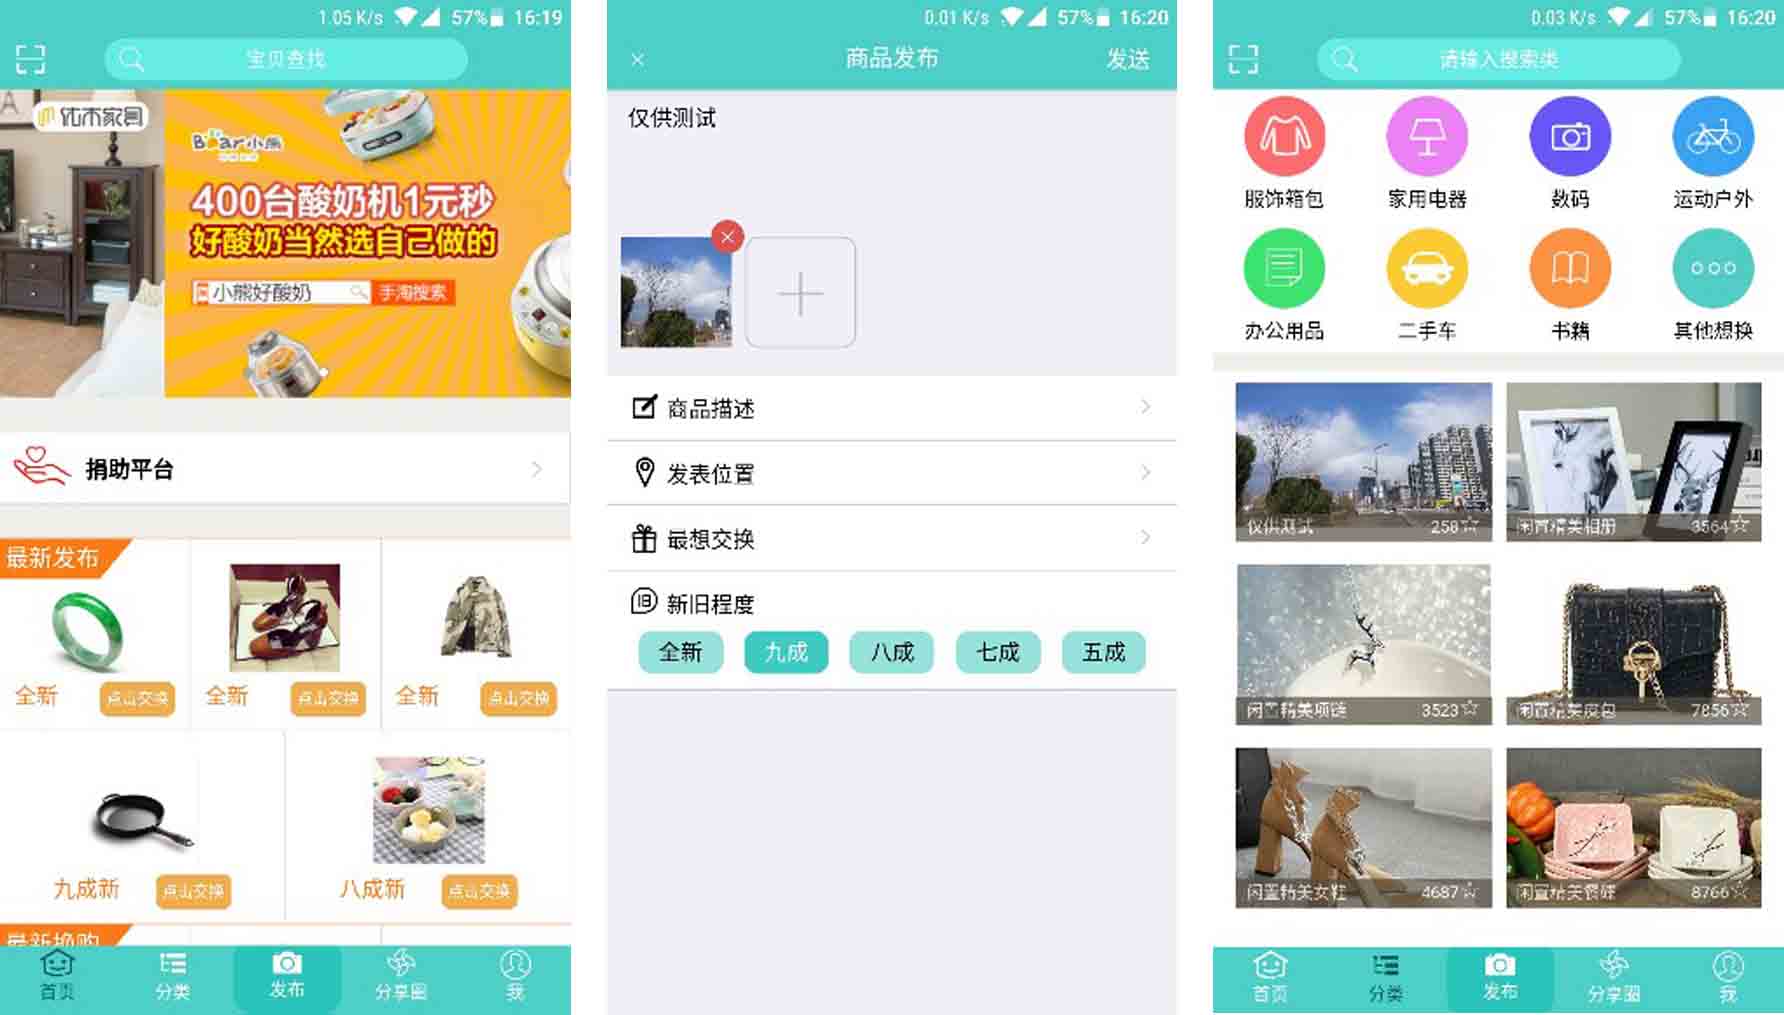 1.05 K/s 57% 16:19
宝贝查找
优木家具
Bear小熊
400台酸奶机1元秒
好酸奶当然选自己做的
小熊好酸奶 手淘搜索
捐助平台
最新发布
全新 点击交换 全新 点击交换 全新 点击交换
九成新 点击交换 八成新 点击交换
最新换购
首页 分类 发布 分享圈 我
0.01 K/s 57% 16:20
× 商品发布 发送
仅供测试
商品描述
发表位置
最想交换
旧 新旧程度
全新 九成 八成 七成 五成
0.03 K/s 57% 16:20
请输入搜索类
服饰箱包 家用电器 数码 运动户外
办公用品 二手车 书籍 其他想换
仅供测试 258☆ 闲置精美相册 3564☆
闲置精美项链 3523☆ 闲置精美皮包 7856☆
闲置精美女鞋 4687☆ 闲置精美餐碟 8766☆
首页 分类 发布 分享圈 我